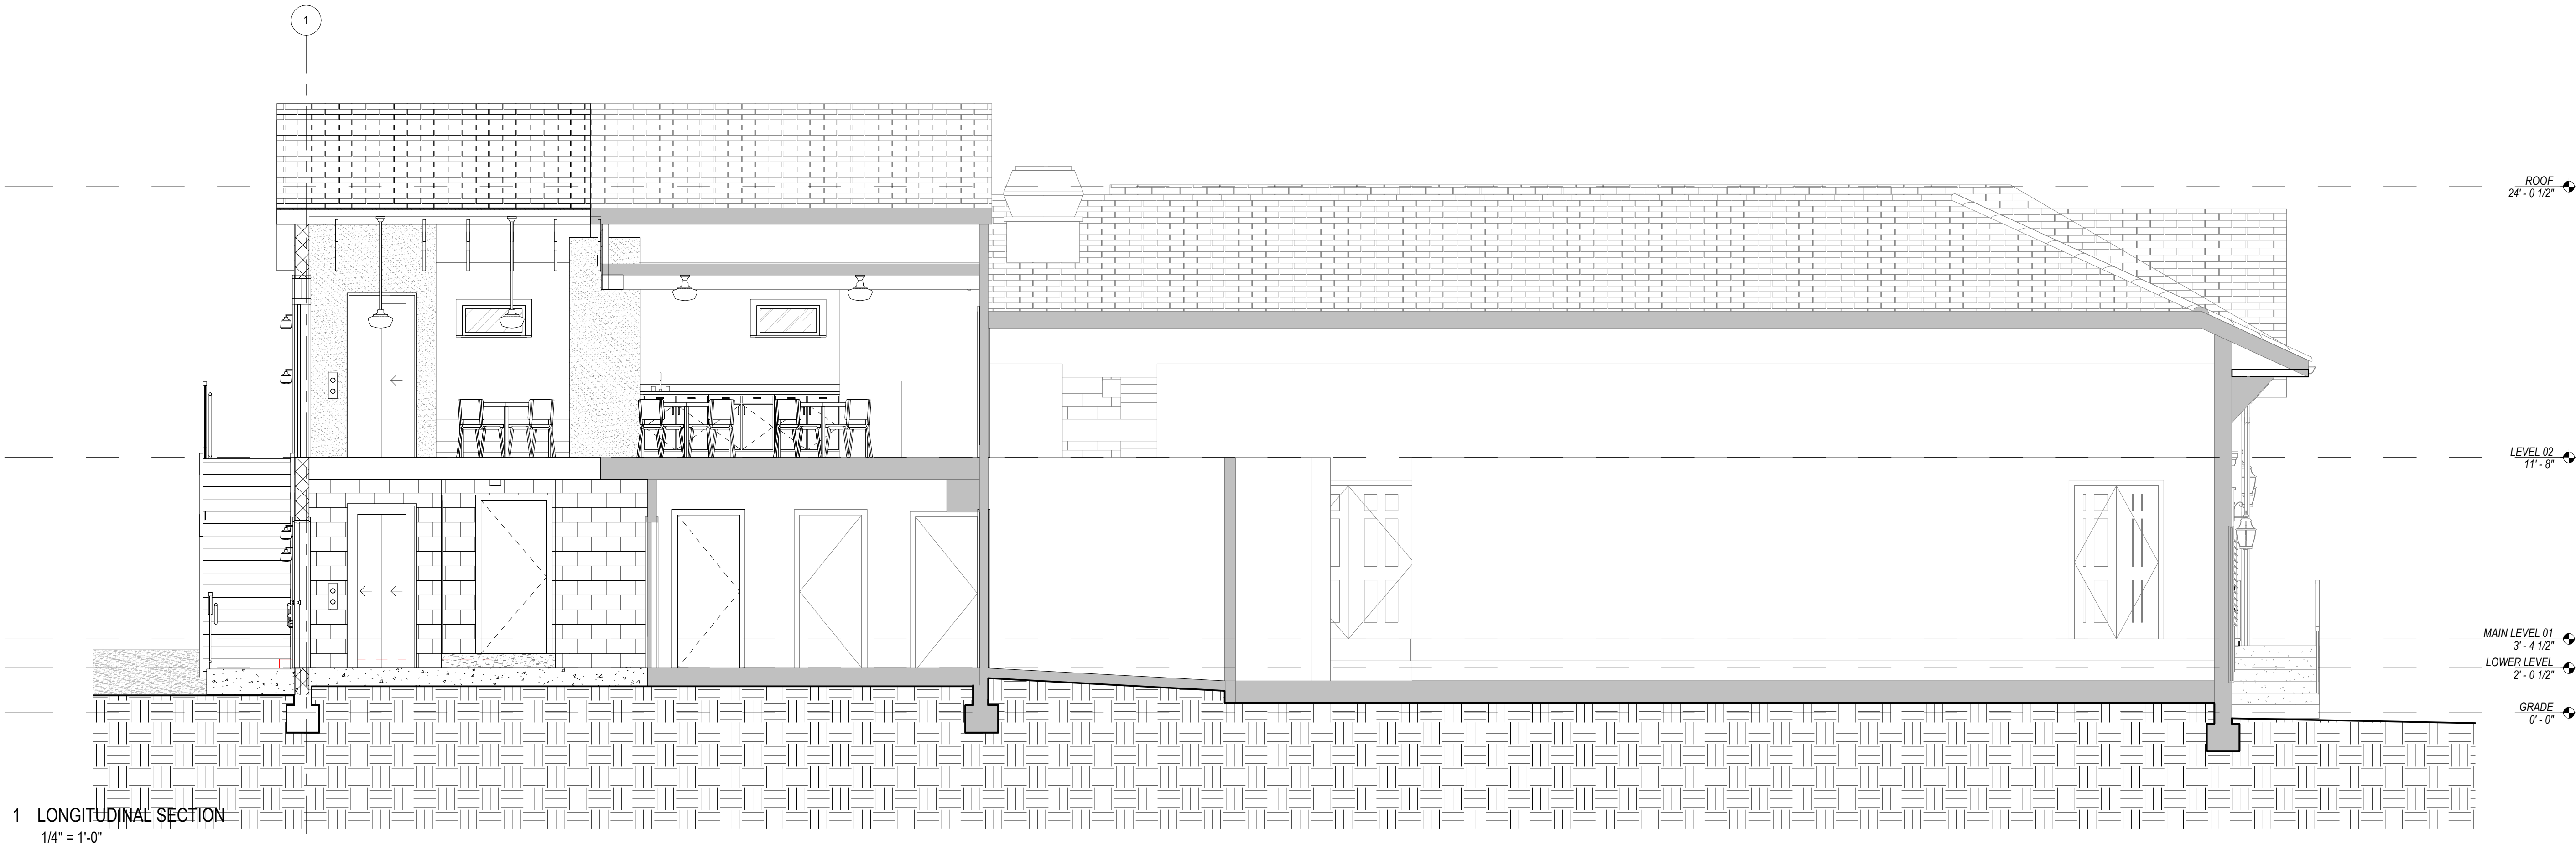 1
ROOF
24' - 0 1/2"
LEVEL 02
11' - 8"
MAIN LEVEL 01
3' - 4 1/2"
LOWER LEVEL
2' - 0 1/2"
GRADE
0' - 0"
1 LONGITUDINAL SECTION
1/4" = 1'-0"